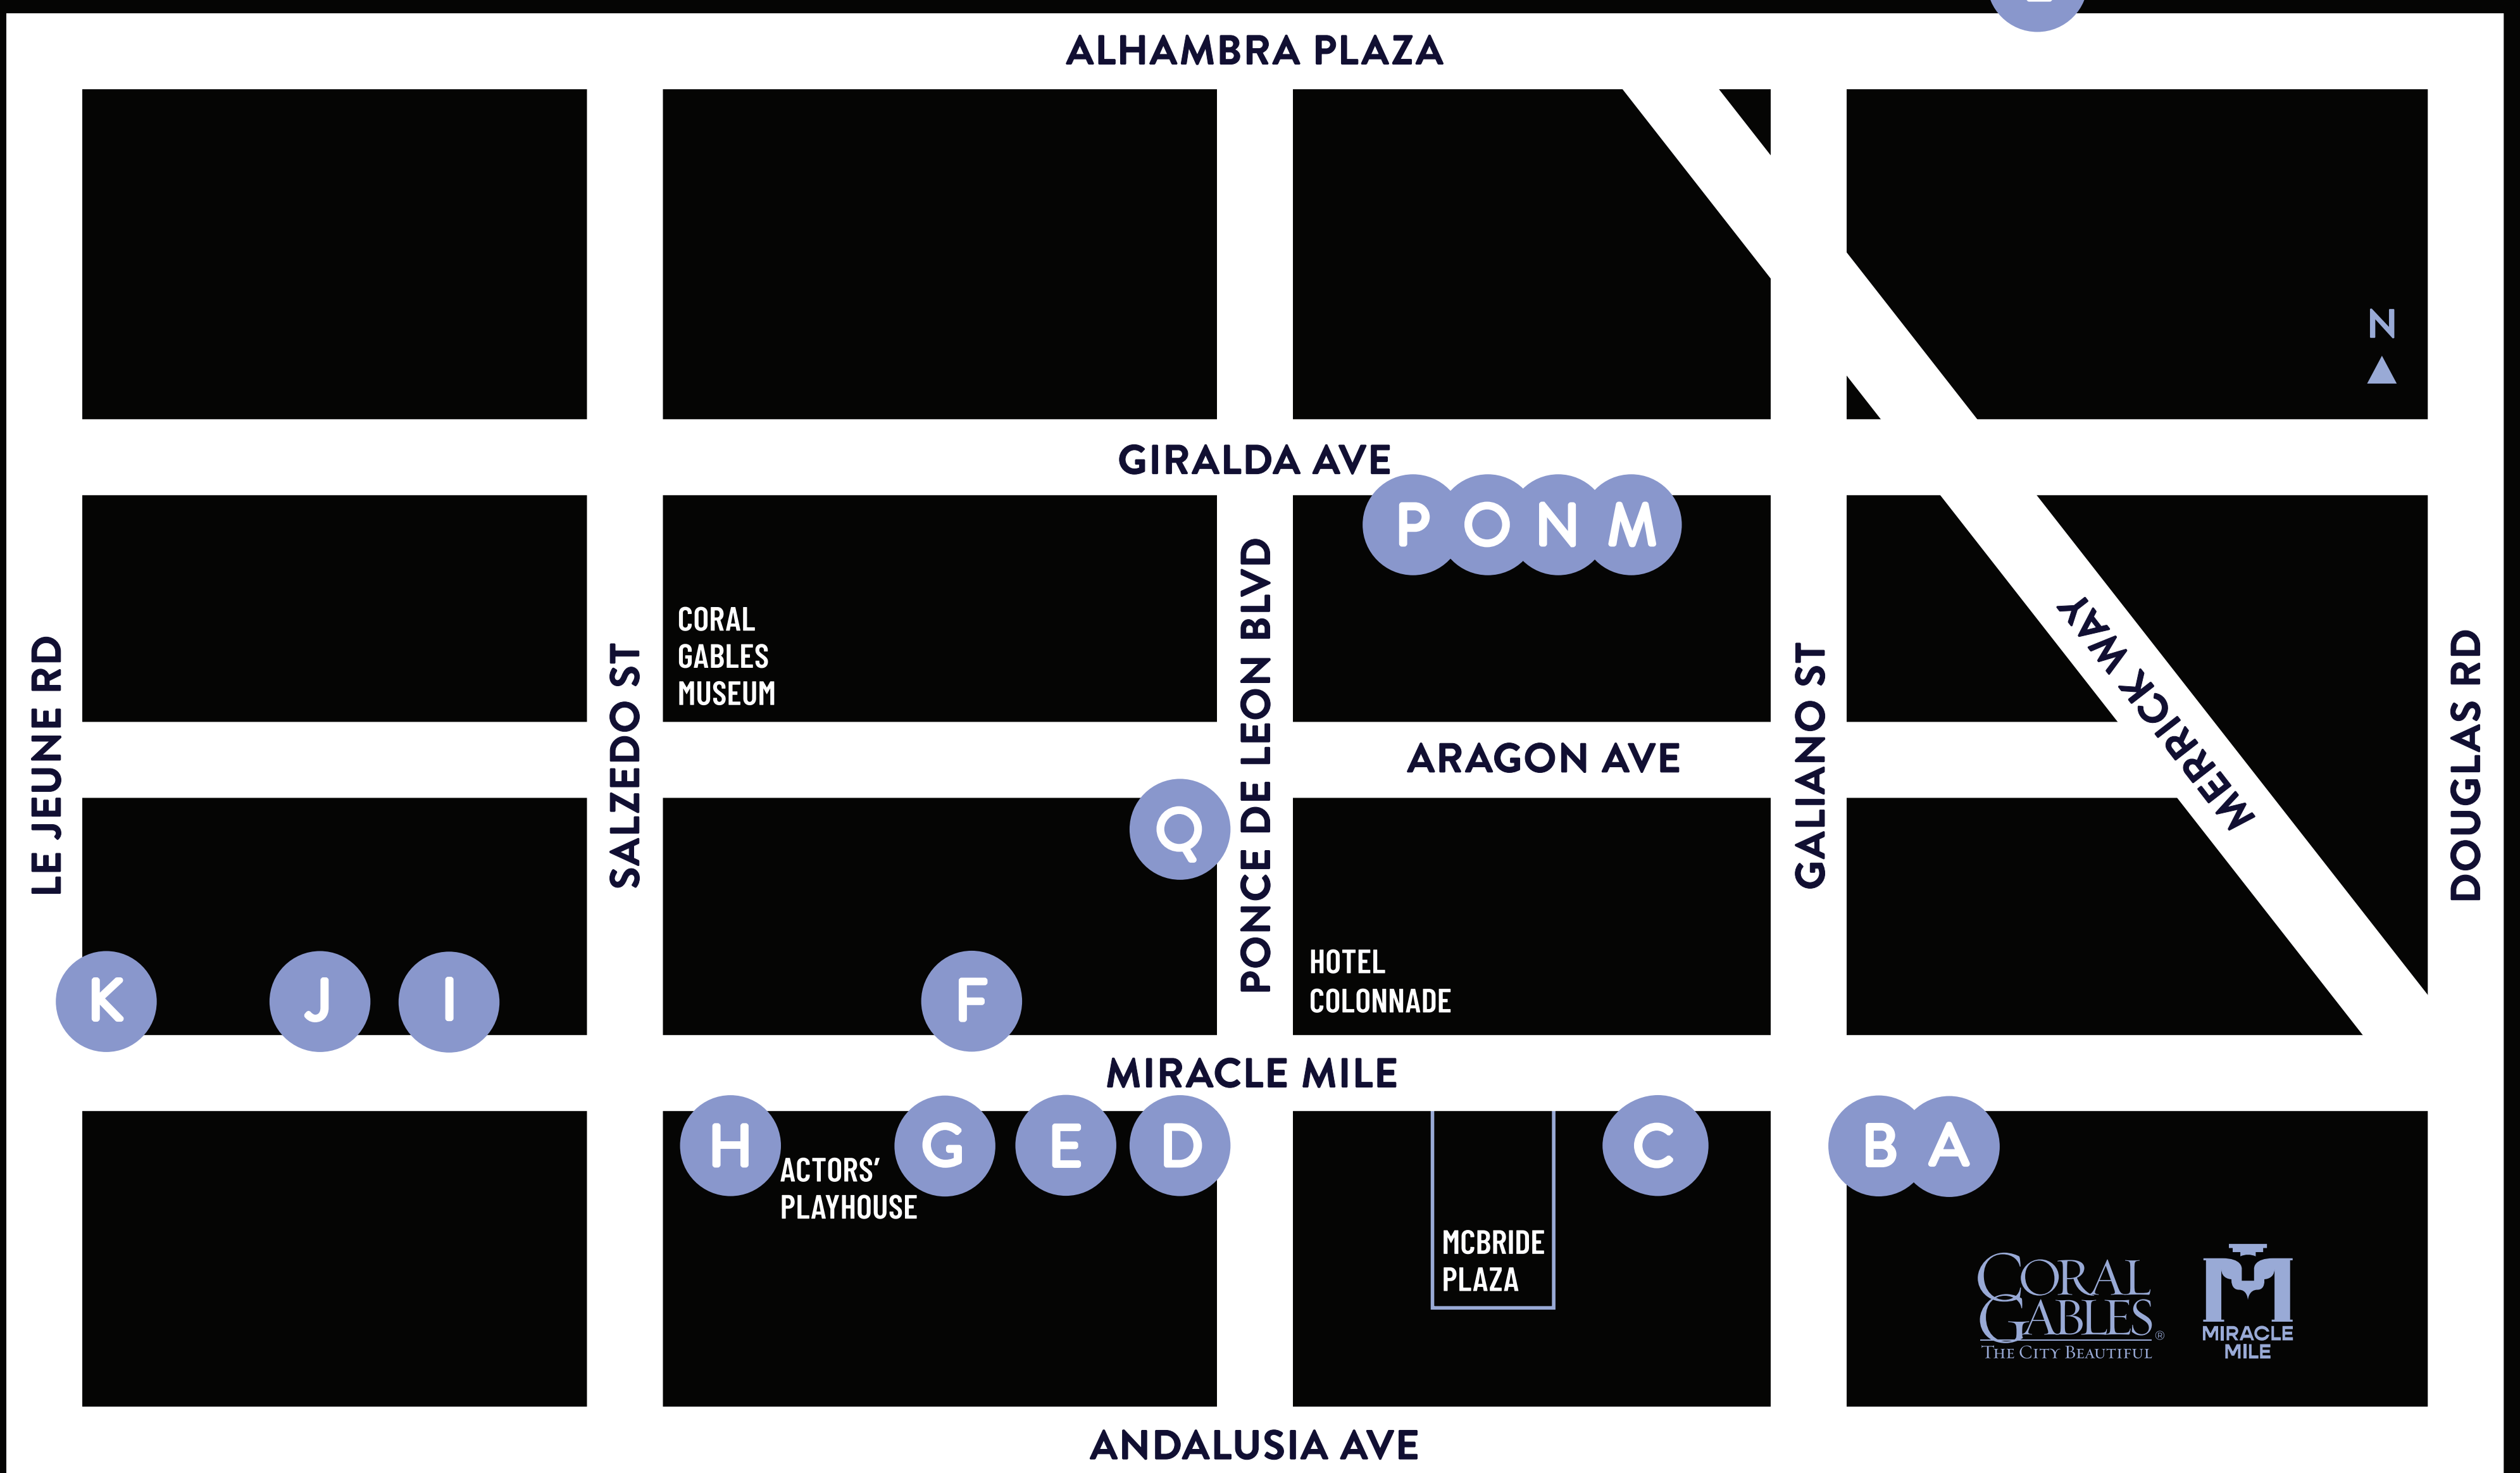 ALHAMBRA PLAZA
N
GIRALDA AVE
P O N M
CORAL
GABLES
MUSEUM
LE JEUNE RD
SALZEDO ST
PONCE DE LEON BLVD
ARAGON AVE
GALIANO ST
MERRICK WAY
DOUGLAS RD
Q
K J I F
HOTEL
COLONNADE
MIRACLE MILE
H G E D C B A
ACTORS’
PLAYHOUSE
MCBRIDE
PLAZA
CORAL
GABLES®
THE CITY BEAUTIFUL
MIRACLE
MILE
ANDALUSIA AVE